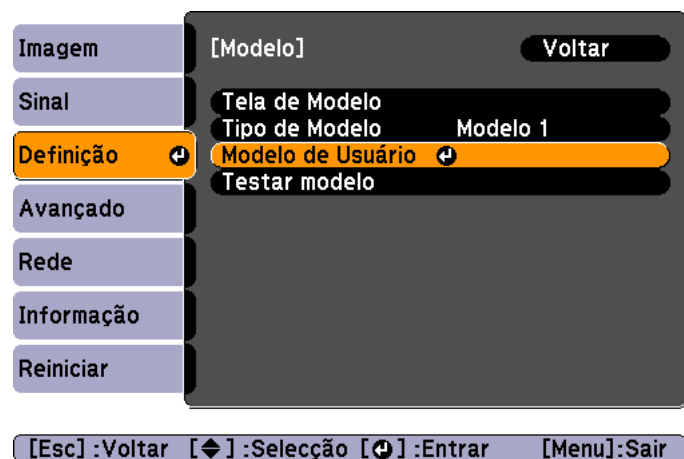 Imagem
Sinal
Definição
Avançado
Rede
Informação
Reiniciar
[Modelo] Voltar
Tela de Modelo
Tipo de Modelo Modelo 1
Modelo de Usuário
Testar modelo
[Esc] :Voltar [ ] :Selecção [ ] :Entrar [Menu]:Sair